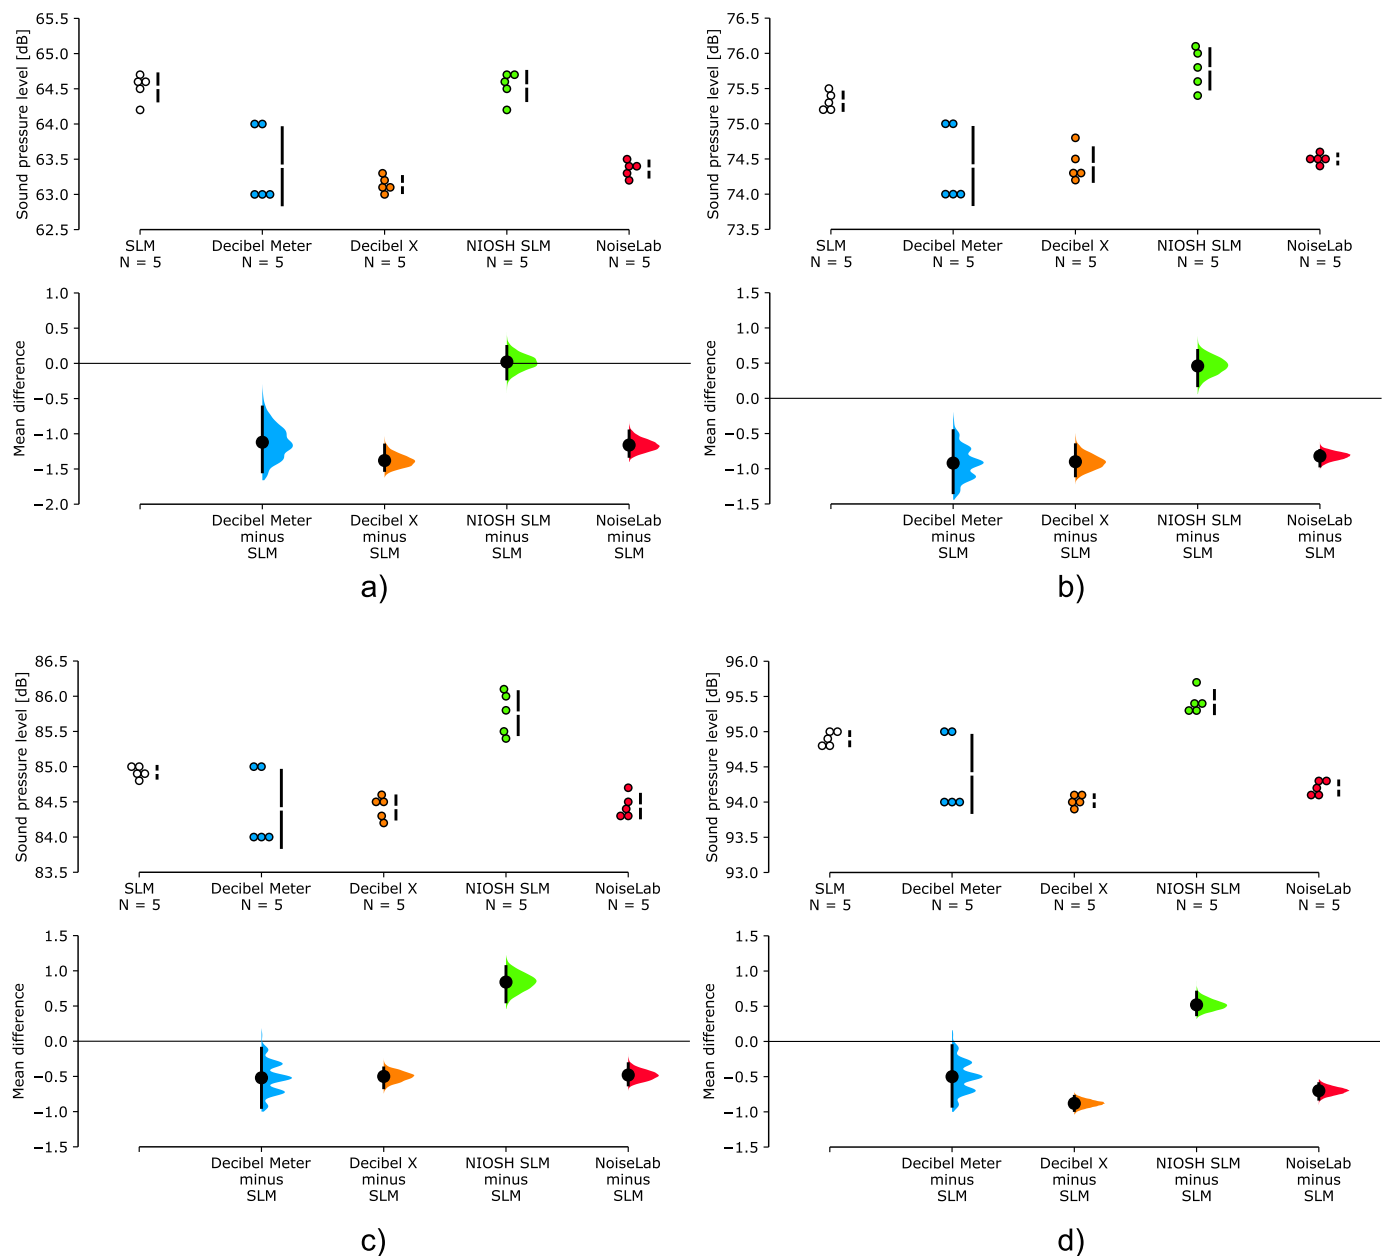 Sound pressure level [dB]
65.5
65.0
64.5
64.0
63.5
63.0
62.5
SLM Decibel Meter Decibel X NIOSH SLM NoiseLab
N = 5 N = 5 N = 5 N = 5 N = 5
Mean difference
1.0
0.5
0.0
−0.5
−1.0
−1.5
−2.0
Decibel Meter Decibel X NIOSH SLM NoiseLab
minus minus minus minus
SLM SLM SLM SLM
a)
Sound pressure level [dB]
76.5
76.0
75.5
75.0
74.5
74.0
73.5
SLM Decibel Meter Decibel X NIOSH SLM NoiseLab
N = 5 N = 5 N = 5 N = 5 N = 5
Mean difference
1.5
1.0
0.5
0.0
−0.5
−1.0
−1.5
Decibel Meter Decibel X NIOSH SLM NoiseLab
minus minus minus minus
SLM SLM SLM SLM
b)
Sound pressure level [dB]
86.5
86.0
85.5
85.0
84.5
84.0
83.5
SLM Decibel Meter Decibel X NIOSH SLM NoiseLab
N = 5 N = 5 N = 5 N = 5 N = 5
Mean difference
1.5
1.0
0.5
0.0
−0.5
−1.0
−1.5
Decibel Meter Decibel X NIOSH SLM NoiseLab
minus minus minus minus
SLM SLM SLM SLM
c)
Sound pressure level [dB]
96.0
95.5
95.0
94.5
94.0
93.5
93.0
SLM Decibel Meter Decibel X NIOSH SLM NoiseLab
N = 5 N = 5 N = 5 N = 5 N = 5
Mean difference
1.5
1.0
0.5
0.0
−0.5
−1.0
−1.5
Decibel Meter Decibel X NIOSH SLM NoiseLab
minus minus minus minus
SLM SLM SLM SLM
d)